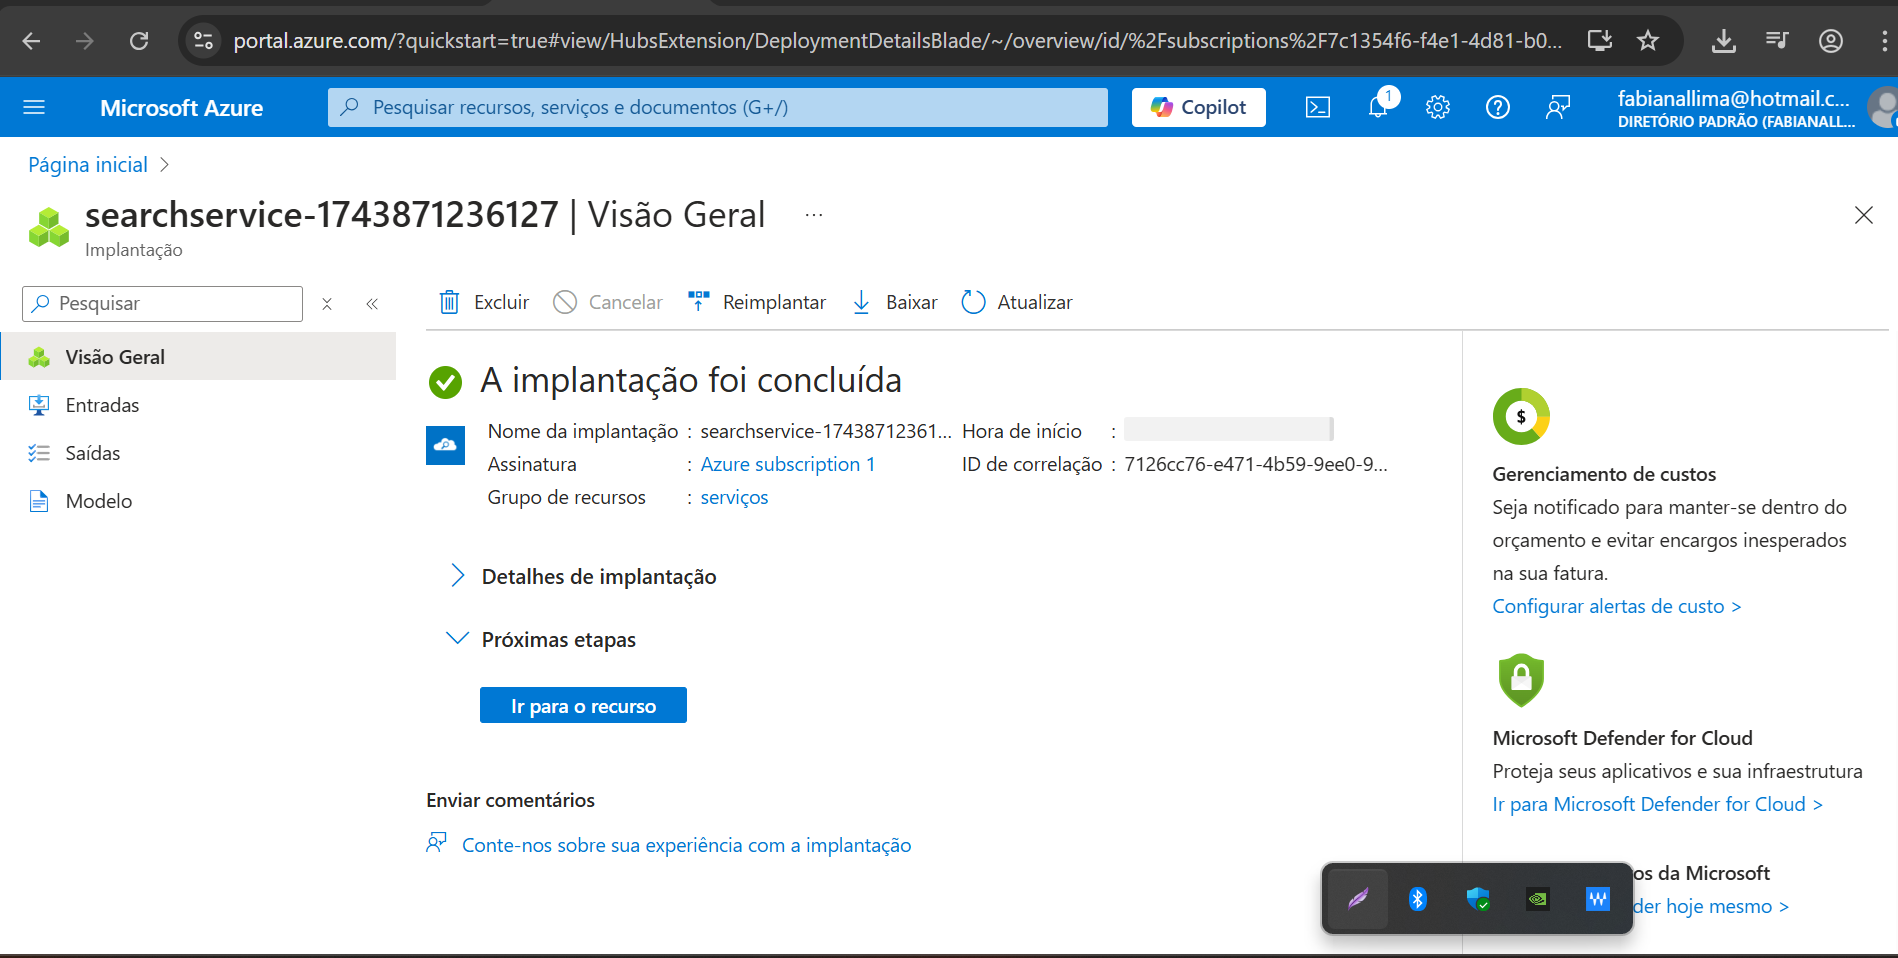 portal.azure.com/?quickstart=true#view/HubsExtension/DeploymentDetailsBlade/~/overview/id/%2Fsubscriptions%2F7c1354f6-f4e1-4d81-b0...
Microsoft Azure
Pesquisar recursos, serviços e documentos (G+/)
Copilot
1
fabianallima@hotmail.c...
DIRETÓRIO PADRÃO (FABIANALL...
Página inicial >
searchservice-1743871236127 | Visão Geral ...
Implantação
Pesquisar
Excluir
Cancelar
Reimplantar
Baixar
Atualizar
Visão Geral
Entradas
Saídas
Modelo
A implantação foi concluída
Nome da implantação : searchservice-17438712361...
Assinatura : Azure subscription 1
Grupo de recursos : serviços
Hora de início :
ID de correlação : 7126cc76-e471-4b59-9ee0-9...
Detalhes de implantação
Próximas etapas
Ir para o recurso
Enviar comentários
Conte-nos sobre sua experiência com a implantação
$
Gerenciamento de custos
Seja notificado para manter-se dentro do
orçamento e evitar encargos inesperados
na sua fatura.
Configurar alertas de custo >
Microsoft Defender for Cloud
Proteja seus aplicativos e sua infraestrutura
Ir para Microsoft Defender for Cloud >
os da Microsoft
der hoje mesmo >